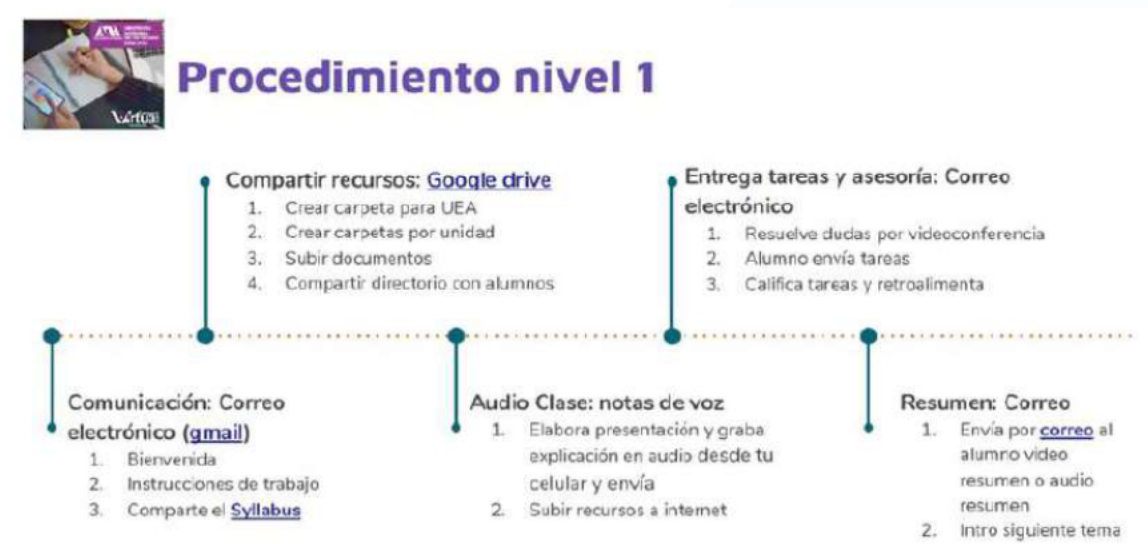 Procedimiento nivel 1
Compartir recursos: Google drive
1. Crear carpeta para UEA
2. Crear carpetas por unidad
3. Subir documentos
4. Compartir directorio con alumnos
Entrega tareas y asesoría: Correo
electrónico
1. Resuelve dudas por videoconferencia
2. Alumno envía tareas
3. Califica tareas y retroalimenta
Comunicación: Correo
electrónico (gmail)
1. Bienvenida
2. Instrucciones de trabajo
3. Comparte el Syllabus
Audio Clase: notas de voz
1. Elabora presentación y graba
explicación en audio desde tu
celular y envía
2. Subir recursos a internet
Resumen: Correo
1. Envía por correo al
alumno video
resumen o audio
resumen
2. Intro siguiente tema